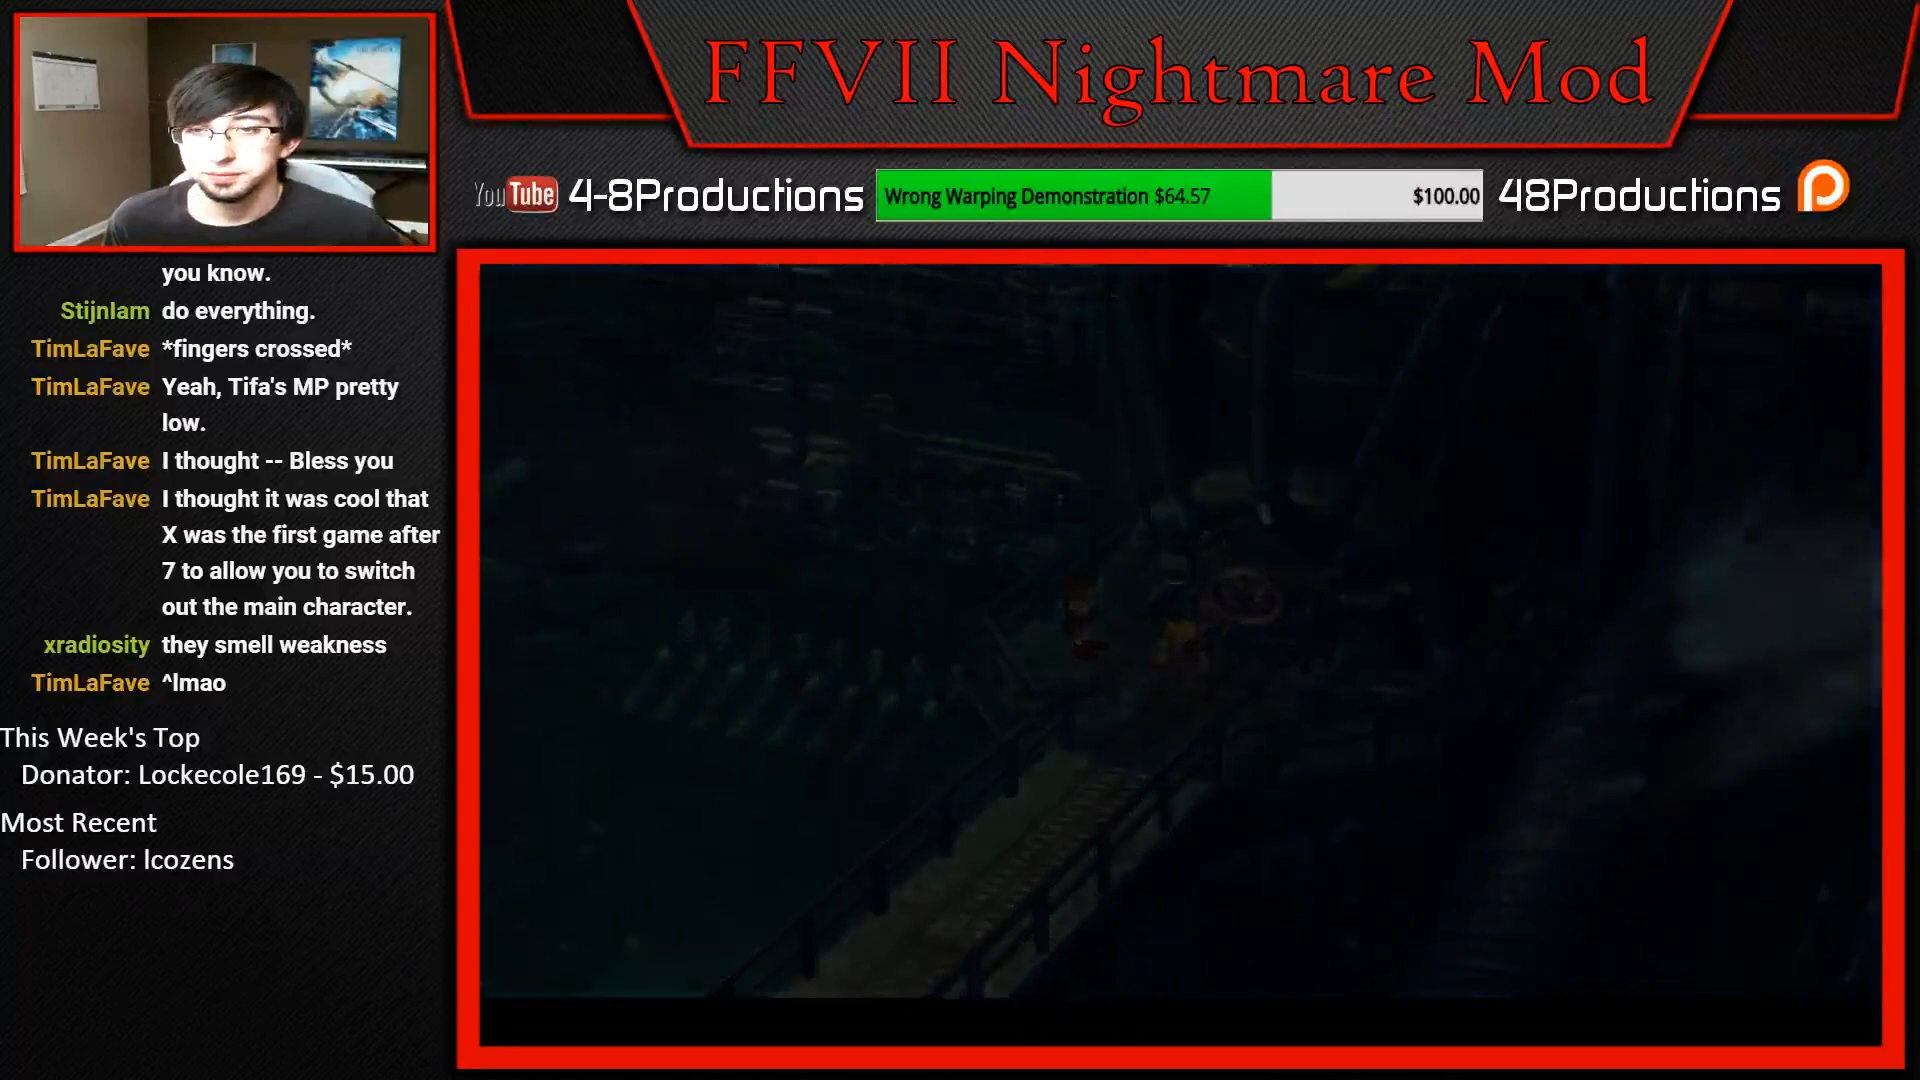 FFVII Nightmare Mod
YouTube 4-8Productions
Wrong Warping Demonstration $64.57 $100.00
48Productions
you know.
Stijnlam do everything.
TimLaFave *fingers crossed*
TimLaFave Yeah, Tifa's MP pretty
low.
TimLaFave I thought -- Bless you
TimLaFave I thought it was cool that
X was the first game after
7 to allow you to switch
out the main character.
xradiosity they smell weakness
TimLaFave ^lmao
This Week's Top
Donator: Lockecole169 - $15.00
Most Recent
Follower: lcozens